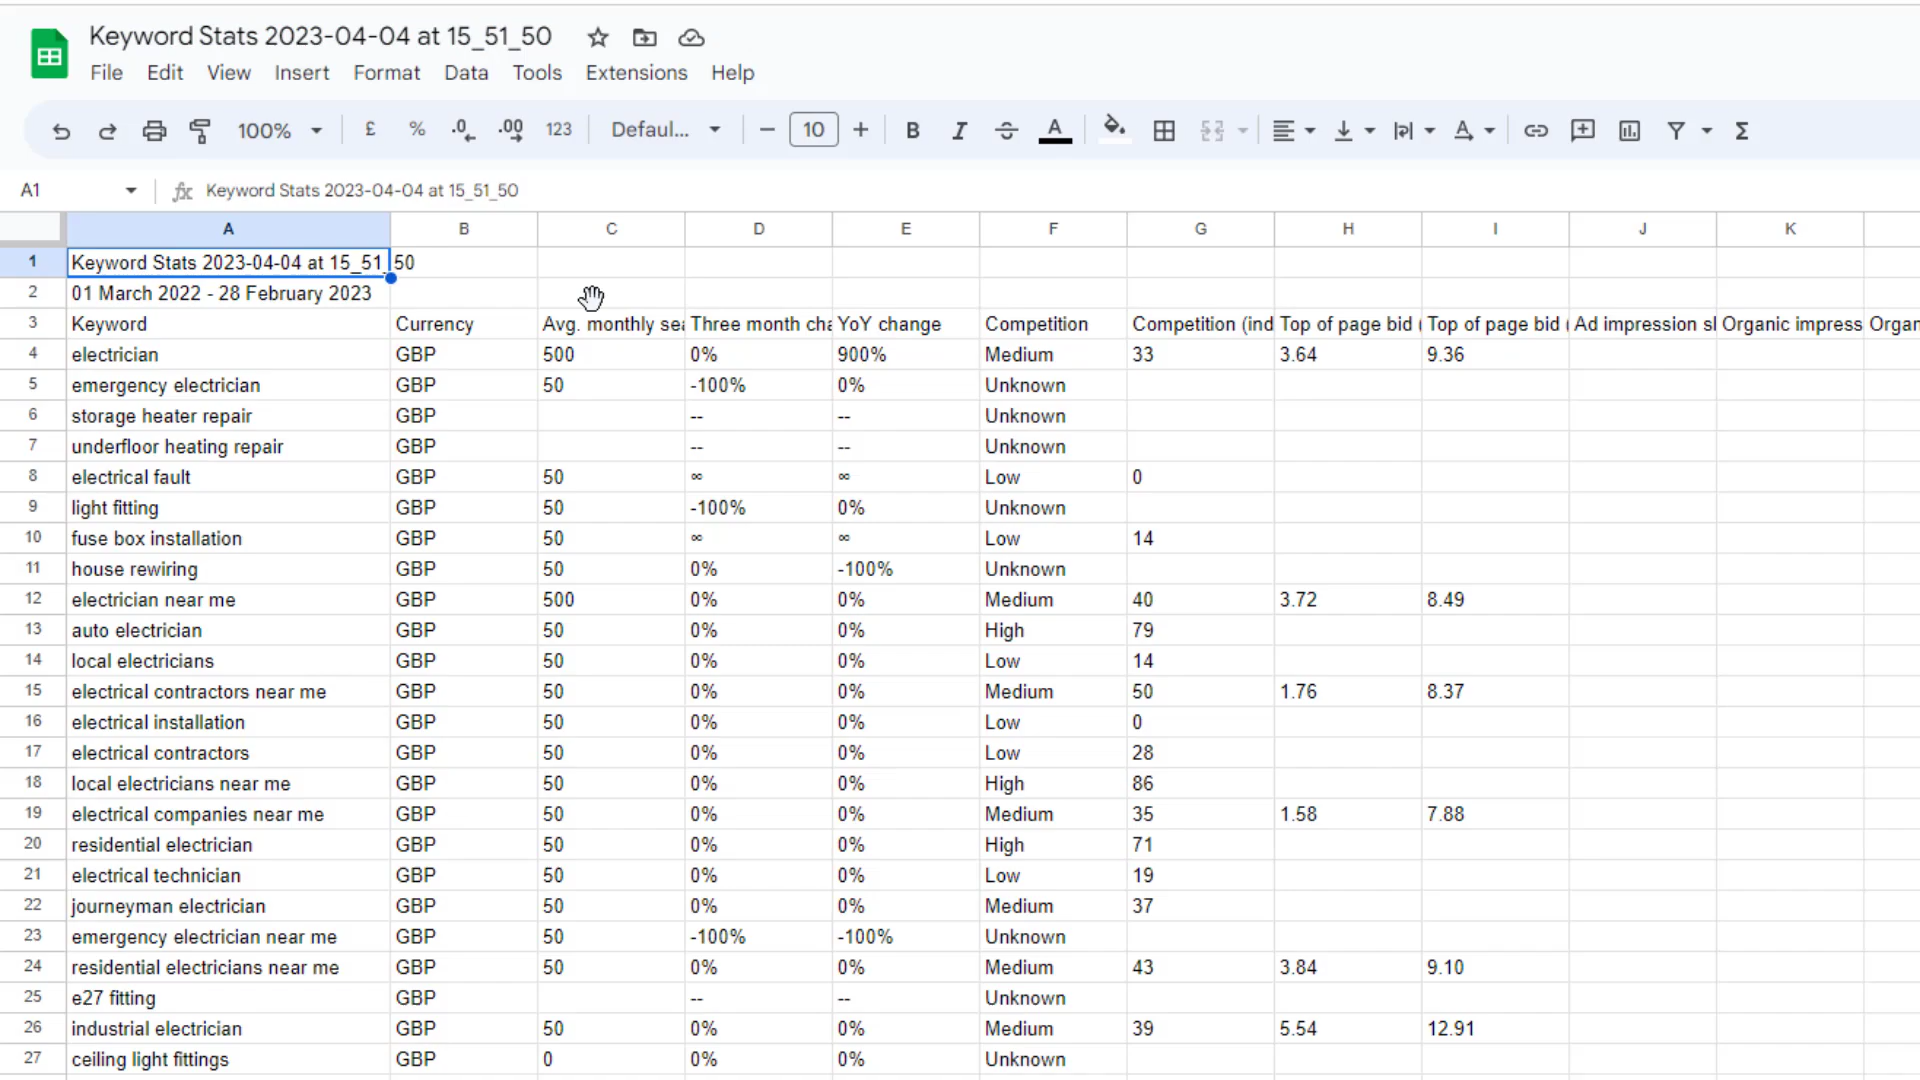 Keyword Stats 2023-04-04 at 15_51_50
File Edit View Insert Format Data Tools Extensions Help
100% £ % .0 .00 123 Defaul... 10 B I A A Σ
A1 fx Keyword Stats 2023-04-04 at 15_51_50
A B C D E F G H I J K
1 Keyword Stats 2023-04-04 at 15_51_50
2 01 March 2022 - 28 February 2023
3 Keyword Currency Avg. monthly sea Three month cha YoY change Competition Competition (ind Top of page bid ( Top of page bid ( Ad impression sl Organic impress Organ
4 electrician GBP 500 0% 900% Medium 33 3.64 9.36
5 emergency electrician GBP 50 -100% 0% Unknown
6 storage heater repair GBP -- -- Unknown
7 underfloor heating repair GBP -- -- Unknown
8 electrical fault GBP 50 ∞ ∞ Low 0
9 light fitting GBP 50 -100% 0% Unknown
10 fuse box installation GBP 50 ∞ ∞ Low 14
11 house rewiring GBP 50 0% -100% Unknown
12 electrician near me GBP 500 0% 0% Medium 40 3.72 8.49
13 auto electrician GBP 50 0% 0% High 79
14 local electricians GBP 50 0% 0% Low 14
15 electrical contractors near me GBP 50 0% 0% Medium 50 1.76 8.37
16 electrical installation GBP 50 0% 0% Low 0
17 electrical contractors GBP 50 0% 0% Low 28
18 local electricians near me GBP 50 0% 0% High 86
19 electrical companies near me GBP 50 0% 0% Medium 35 1.58 7.88
20 residential electrician GBP 50 0% 0% High 71
21 electrical technician GBP 50 0% 0% Low 19
22 journeyman electrician GBP 50 0% 0% Medium 37
23 emergency electrician near me GBP 50 -100% -100% Unknown
24 residential electricians near me GBP 50 0% 0% Medium 43 3.84 9.10
25 e27 fitting GBP -- -- Unknown
26 industrial electrician GBP 50 0% 0% Medium 39 5.54 12.91
27 ceiling light fittings GBP 0 0% 0% Unknown